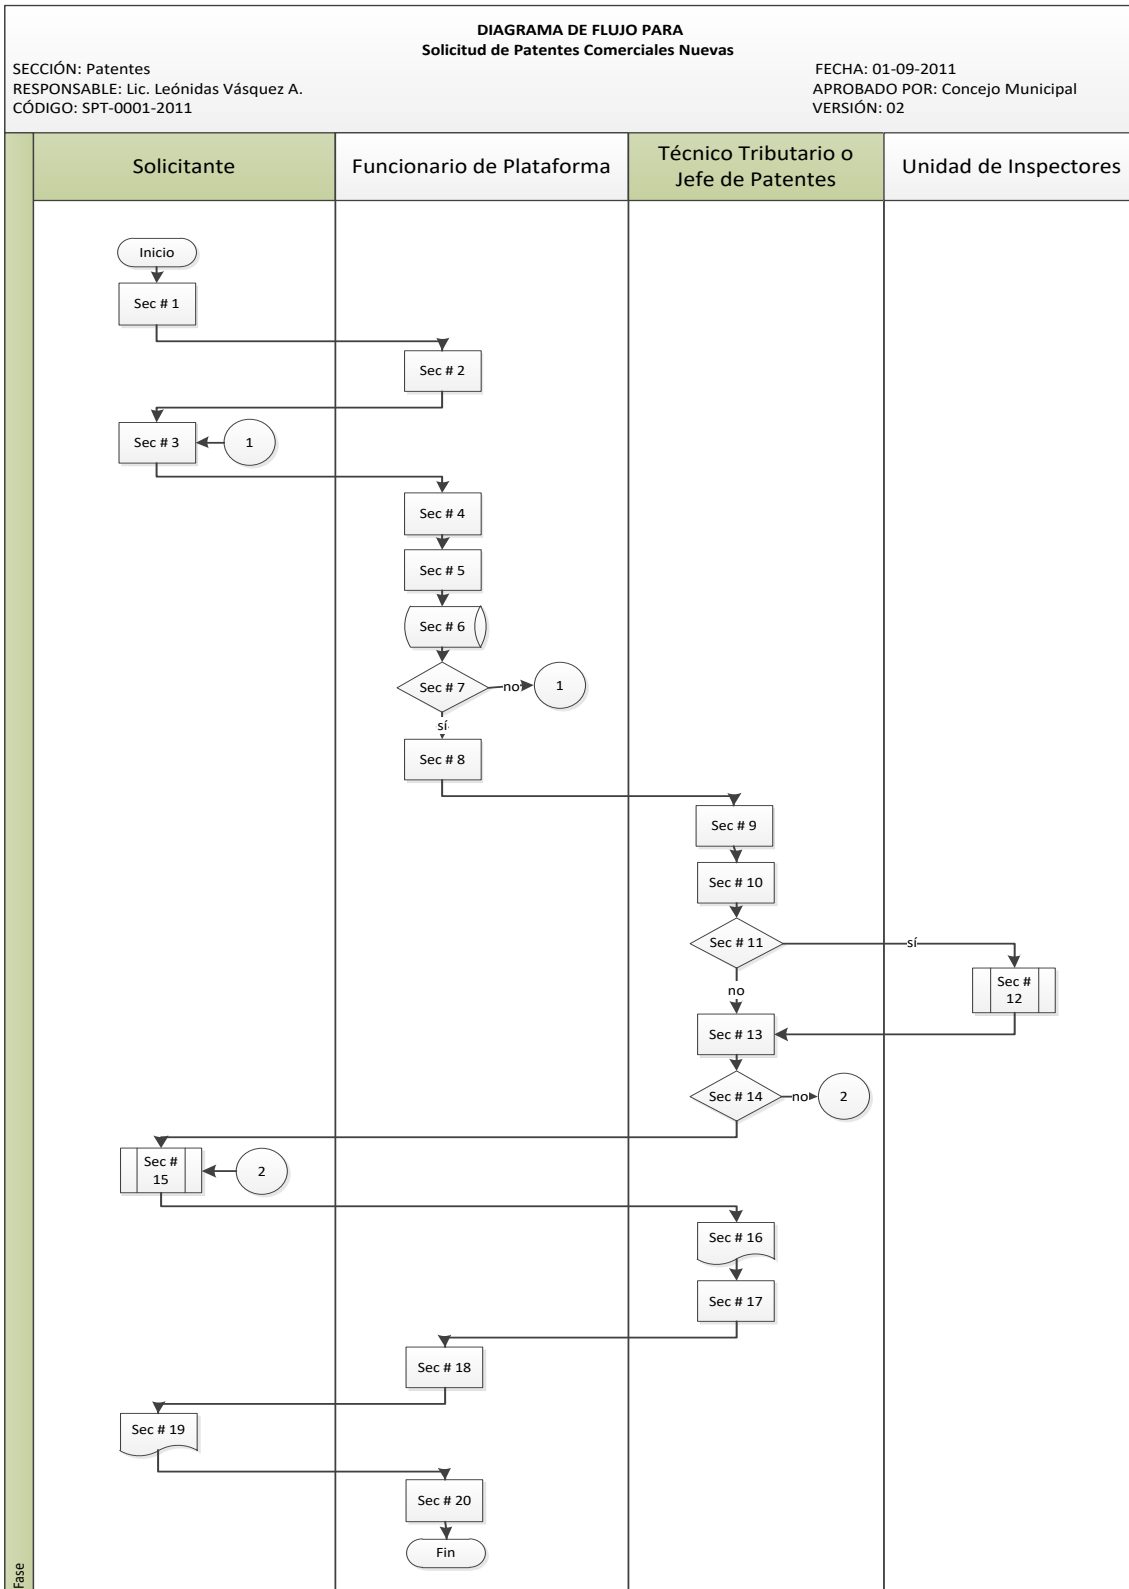 DIAGRAMA DE FLUJO PARA
Solicitud de Patentes Comerciales Nuevas
SECCIÓN: Patentes
RESPONSABLE: Lic. Leónidas Vásquez A.
CÓDIGO: SPT-0001-2011
FECHA: 01-09-2011
APROBADO POR: Concejo Municipal
VERSIÓN: 02
Solicitante
Funcionario de Plataforma
Técnico Tributario o
Jefe de Patentes
Unidad de Inspectores
Inicio
Sec # 1
Sec # 2
Sec # 3
1
Sec # 4
Sec # 5
Sec # 6
Sec # 7
no
1
sí
Sec # 8
Sec # 9
Sec # 10
Sec # 11
sí
no
Sec #
12
Sec # 13
Sec # 14
no
2
Sec #
15
2
Sec # 16
Sec # 17
Sec # 18
Sec # 19
Sec # 20
Fin
Fase